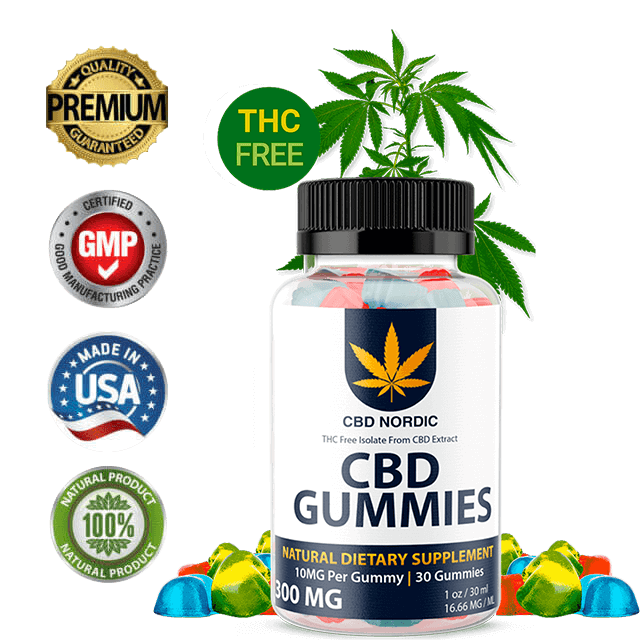 QUALITY
PREMIUM
GUARANTEED
CERTIFIED
GMP
GOOD MANUFACTURING PRACTICE
MADE IN
USA
NATURAL PRODUCT
100%
NATURAL PRODUCT
THC
FREE
CBD NORDIC
THC Free Isolate From CBD Extract
CBD
GUMMIES
NATURAL DIETARY SUPPLEMENT
10MG Per Gummy | 30 Gummies
300 MG
1 oz / 30 ml
16.66 MG / ML